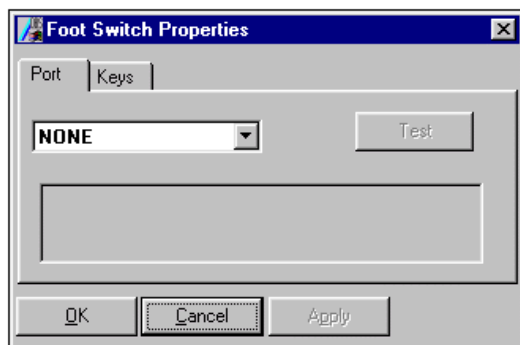 Foot Switch Properties
Port Keys
NONE Test
OK Cancel Apply